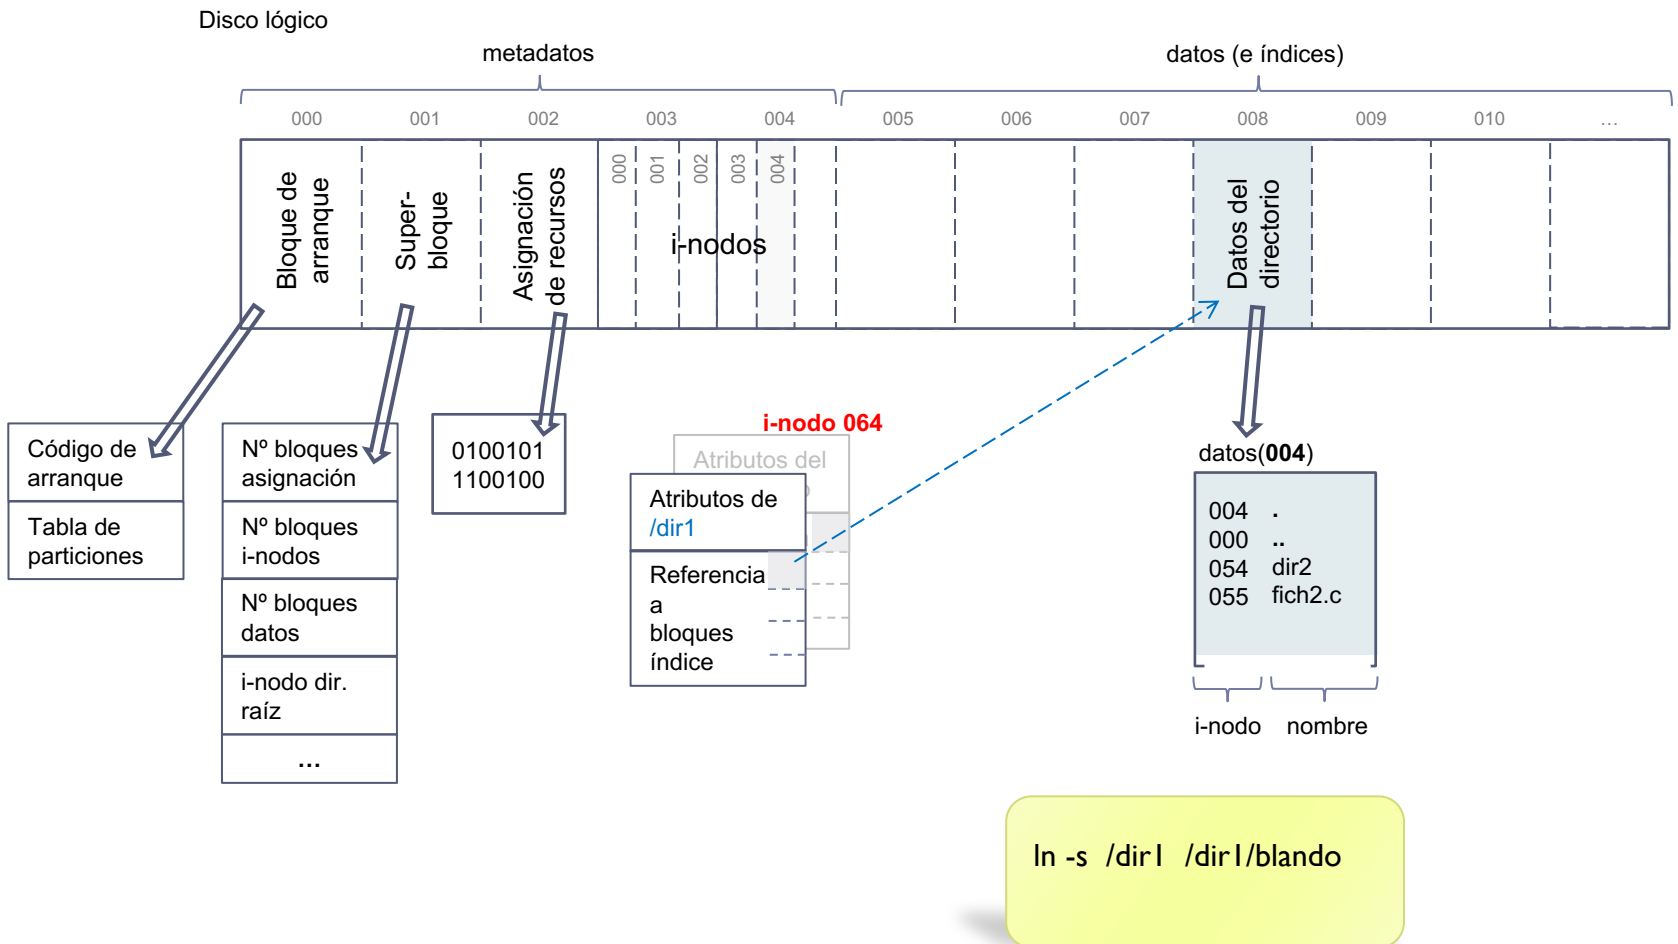 Disco lógico
metadatos
datos (e índices)
000 001 002 003 004 005 006 007 008 009 010 ...
Bloque de
arranque
Super-
bloque
Asignación
de recursos
000 001 002 003 004
i-nodos
Datos del
directorio
Código de
arranque
Tabla de
particiones
Nº bloques
asignación
Nº bloques
i-nodos
Nº bloques
datos
i-nodo dir.
raíz
...
0100101
1100100
i-nodo 064
Atributos del
Atributos de
/dir1
Referencia
a
bloques
índice
datos(004)
004 .
000 ..
054 dir2
055 fich2.c
i-nodo nombre
ln -s /dir1 /dir1/blando